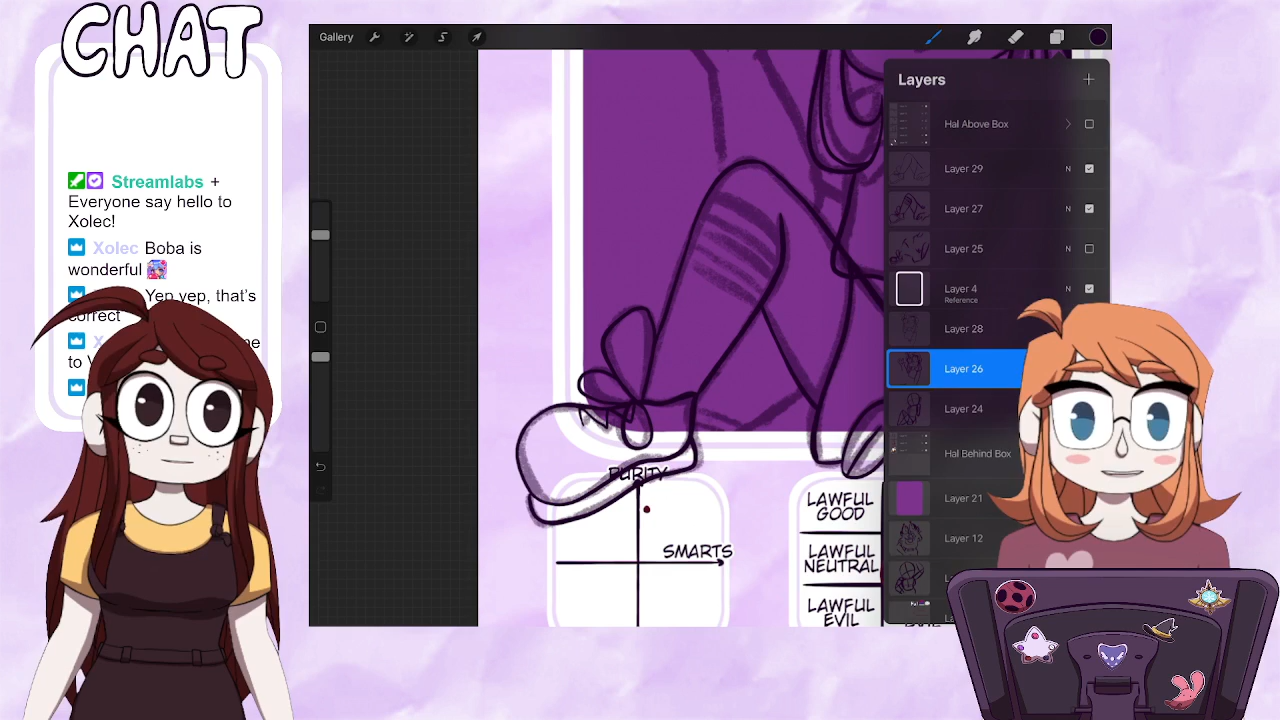 CHAT
Streamlabs +
Everyone say hello to
Xolec!
Xolec Boba is
wonderful
Yep yep, that's
correct
Gallery
Layers
Hal Above Box
Layer 29
N
Layer 27
N
Layer 25
N
Layer 4
N
Reference
Layer 28
Layer 26
Layer 24
Hal Behind Box
Layer 21
Layer 12
PURITY
SMARTS
LAWFUL
GOOD
LAWFUL
NEUTRAL
LAWFUL
EVIL